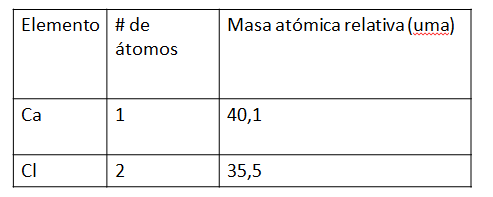 Elemento # de Masa atómica relativa (uma)
átomos
Ca 1 40,1
Cl 2 35,5